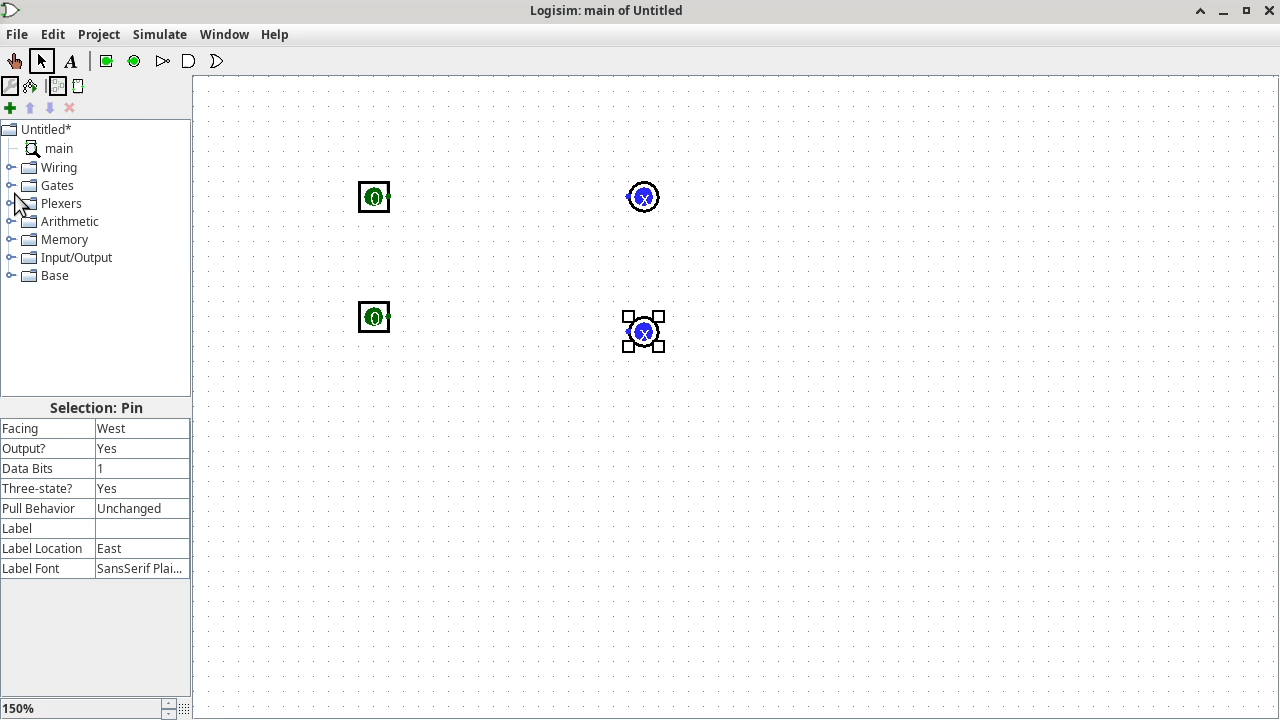 Logisim: main of Untitled
File Edit Project Simulate Window Help
A
Untitled*
main
Wiring
Gates
Plexers
Arithmetic
Memory
Input/Output
Base
0
x
0
x
Selection: Pin
Facing West
Output? Yes
Data Bits 1
Three-state? Yes
Pull Behavior Unchanged
Label
Label Location East
Label Font SansSerif Plai...
150%